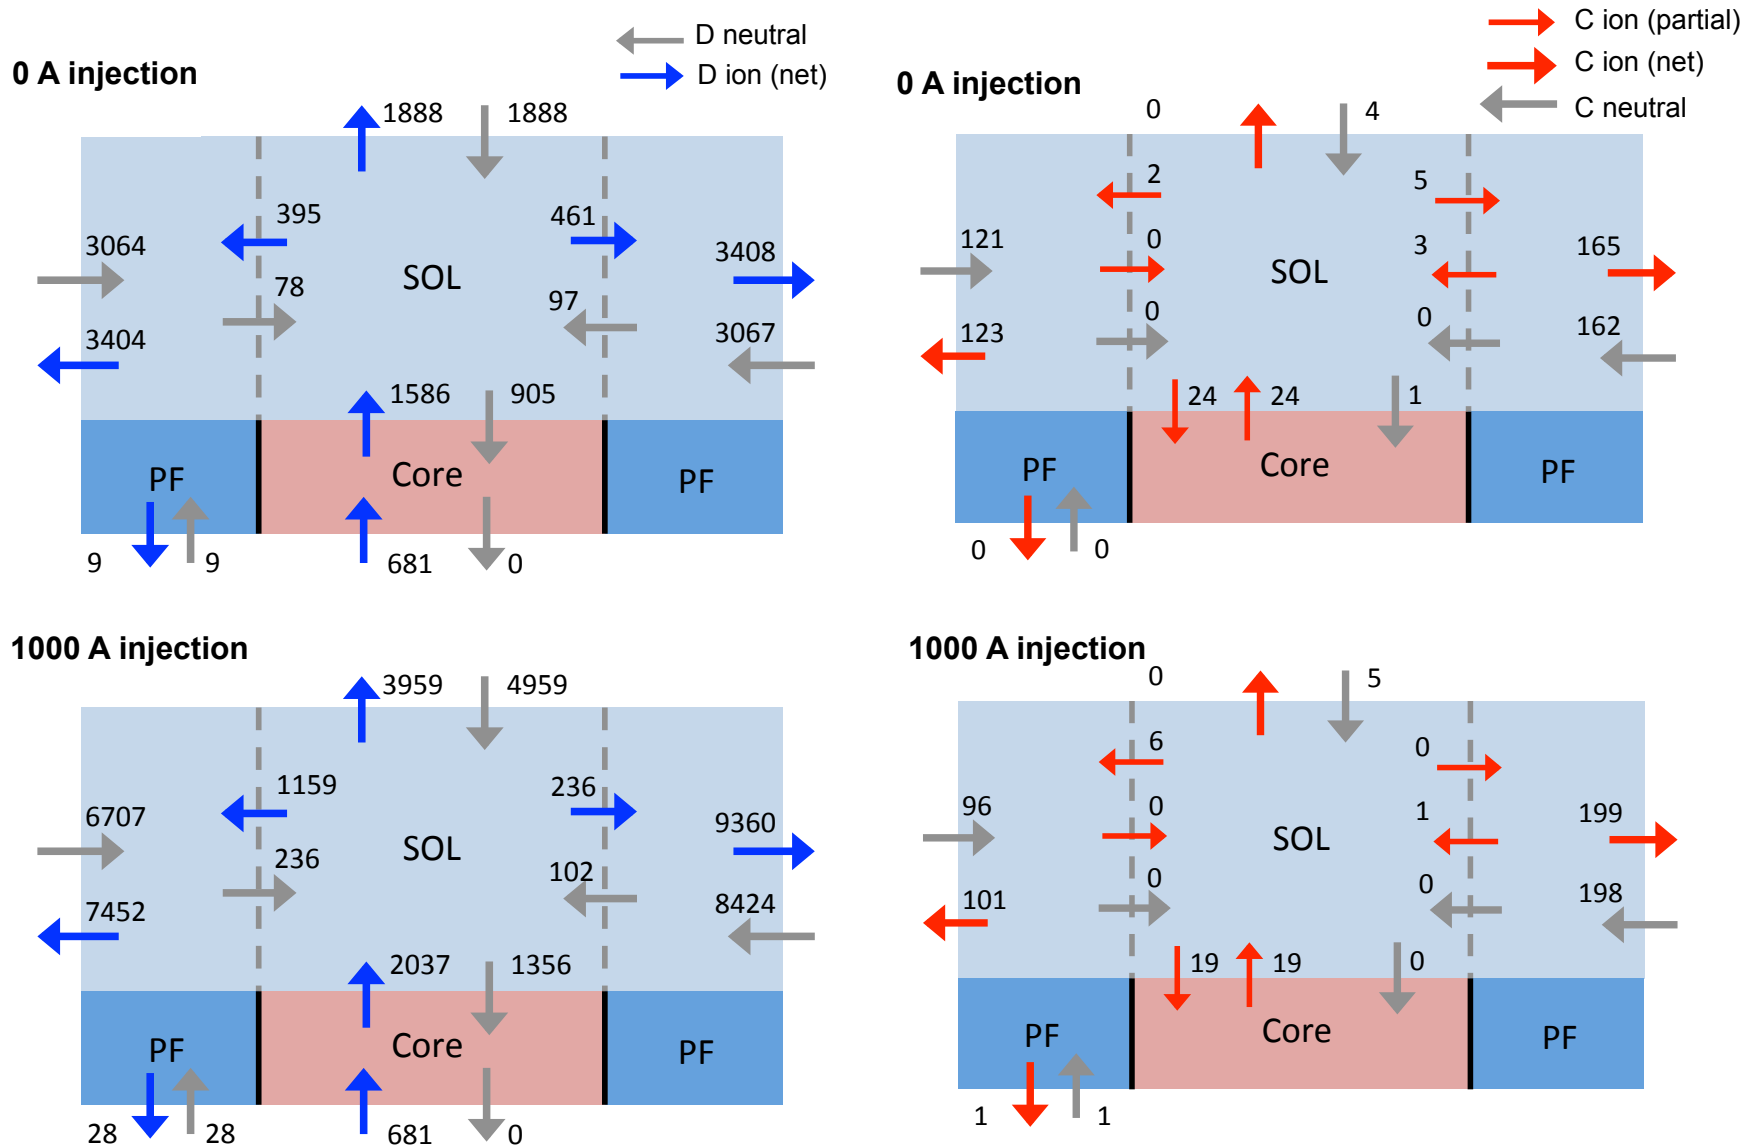 D neutral
D ion (net)
0 A injection
1888 1888
395
461
3064
3408
SOL
78
97
3404
3067
1586 905
PF
Core
PF
9 9 681 0
C ion (partial)
C ion (net)
C neutral
0 A injection
0 4
2 5
121 0 3 165
SOL
123 0 0 162
24 24 1
PF
Core
PF
0 0
1000 A injection
3959 4959
1159 236
6707
9360
SOL
236
102
7452
8424
2037 1356
PF
Core
PF
28 28 681 0
1000 A injection
0 5
6 0
96 0 1 199
SOL
101 0 0 198
19 19 0
PF
Core
PF
1 1